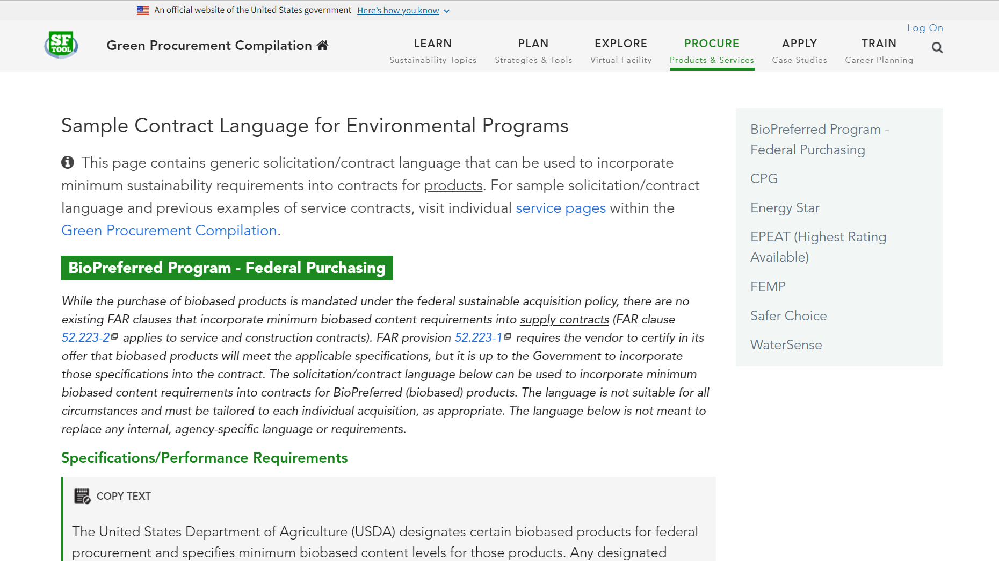 An official website of the United States government Here's how you know
Log On
SF
TOOL
Green Procurement Compilation
LEARN
Sustainability Topics
PLAN
Strategies & Tools
EXPLORE
Virtual Facility
PROCURE
Products & Services
APPLY
Case Studies
TRAIN
Career Planning
Sample Contract Language for Environmental Programs
This page contains generic solicitation/contract language that can be used to incorporate
minimum sustainability requirements into contracts for products. For sample solicitation/contract
language and previous examples of service contracts, visit individual service pages within the
Green Procurement Compilation.
BioPreferred Program - Federal Purchasing
While the purchase of biobased products is mandated under the federal sustainable acquisition policy, there are no
existing FAR clauses that incorporate minimum biobased content requirements into supply contracts (FAR clause
52.223-2 applies to service and construction contracts). FAR provision 52.223-1 requires the vendor to certify in its
offer that biobased products will meet the applicable specifications, but it is up to the Government to incorporate
those specifications into the contract. The solicitation/contract language below can be used to incorporate minimum
biobased content requirements into contracts for BioPreferred (biobased) products. The language is not suitable for all
circumstances and must be tailored to each individual acquisition, as appropriate. The language below is not meant to
replace any internal, agency-specific language or requirements.
Specifications/Performance Requirements
COPY TEXT
The United States Department of Agriculture (USDA) designates certain biobased products for federal
procurement and specifies minimum biobased content levels for those products. Any designated
BioPreferred Program -
Federal Purchasing
CPG
Energy Star
EPEAT (Highest Rating
Available)
FEMP
Safer Choice
WaterSense